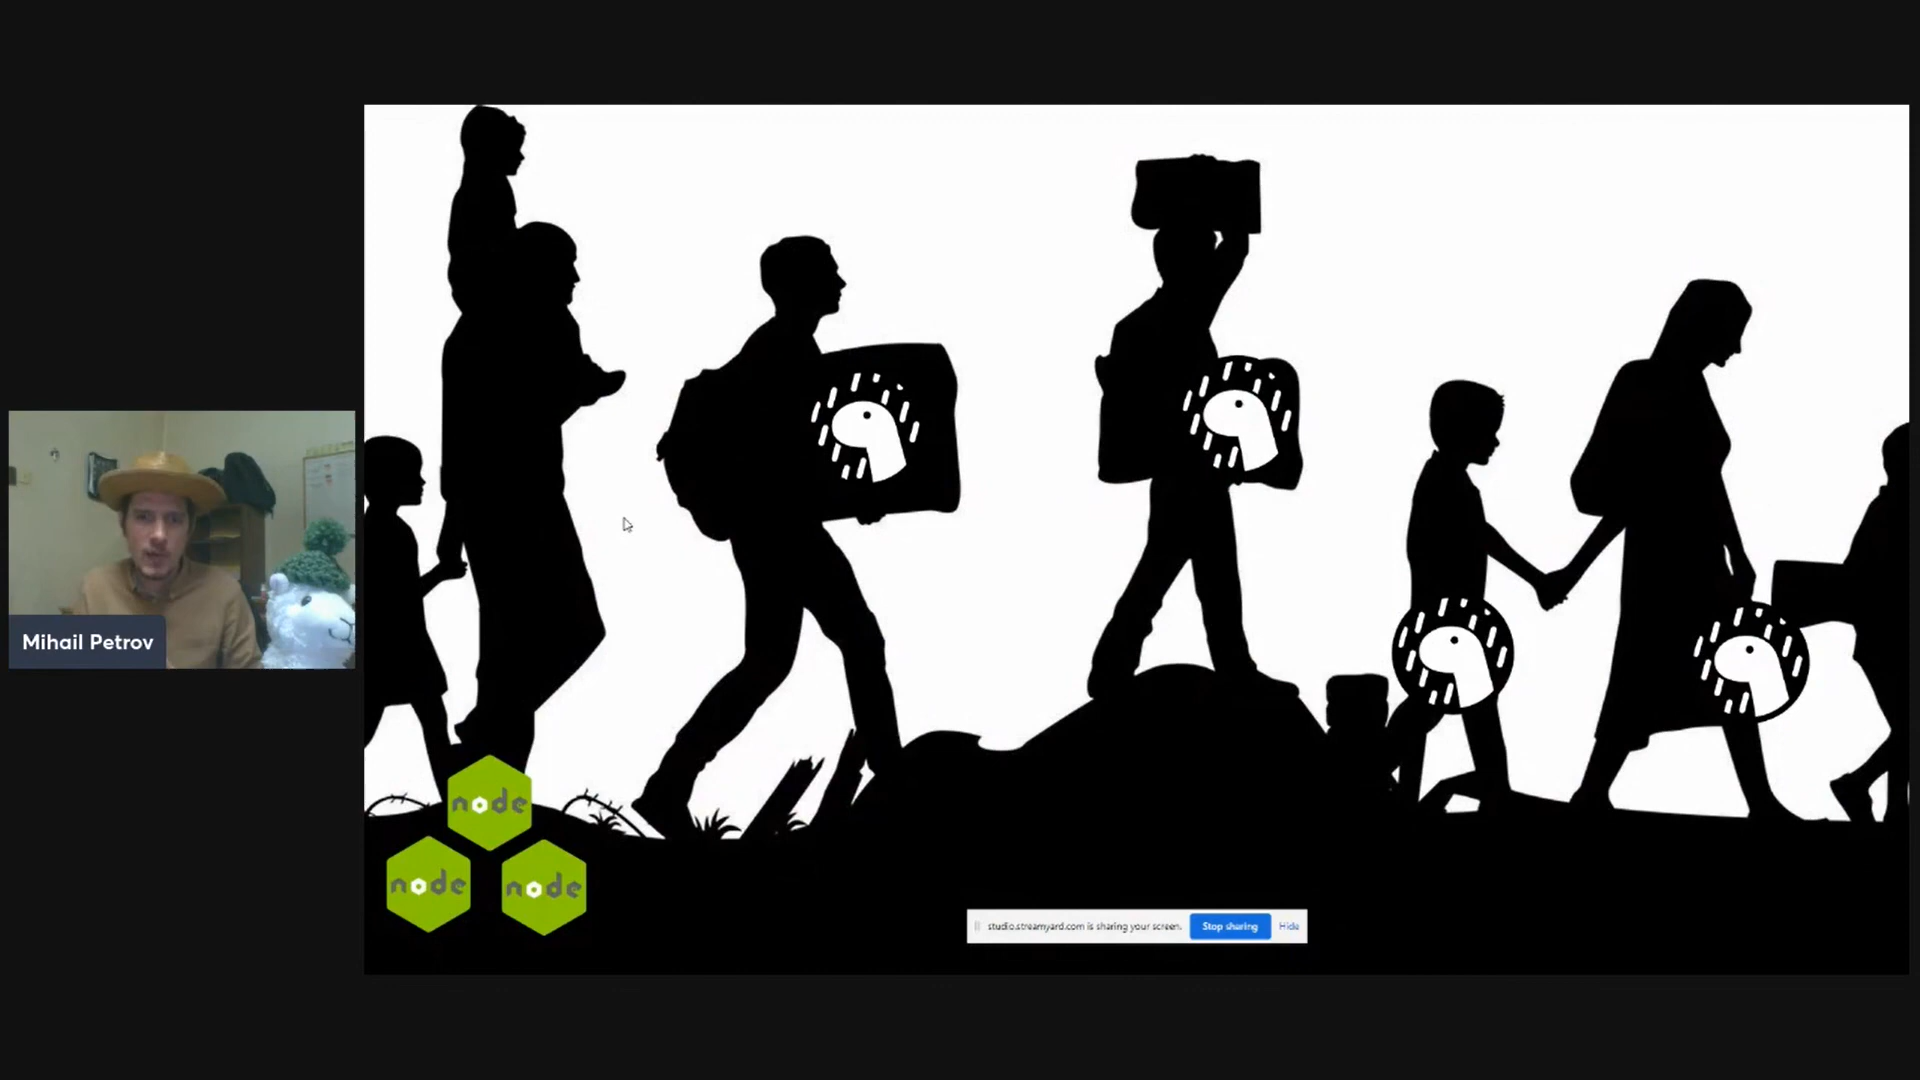 Mihail Petrov
node
node
node
studio.streamyard.com is sharing your screen.
Stop sharing
Hide